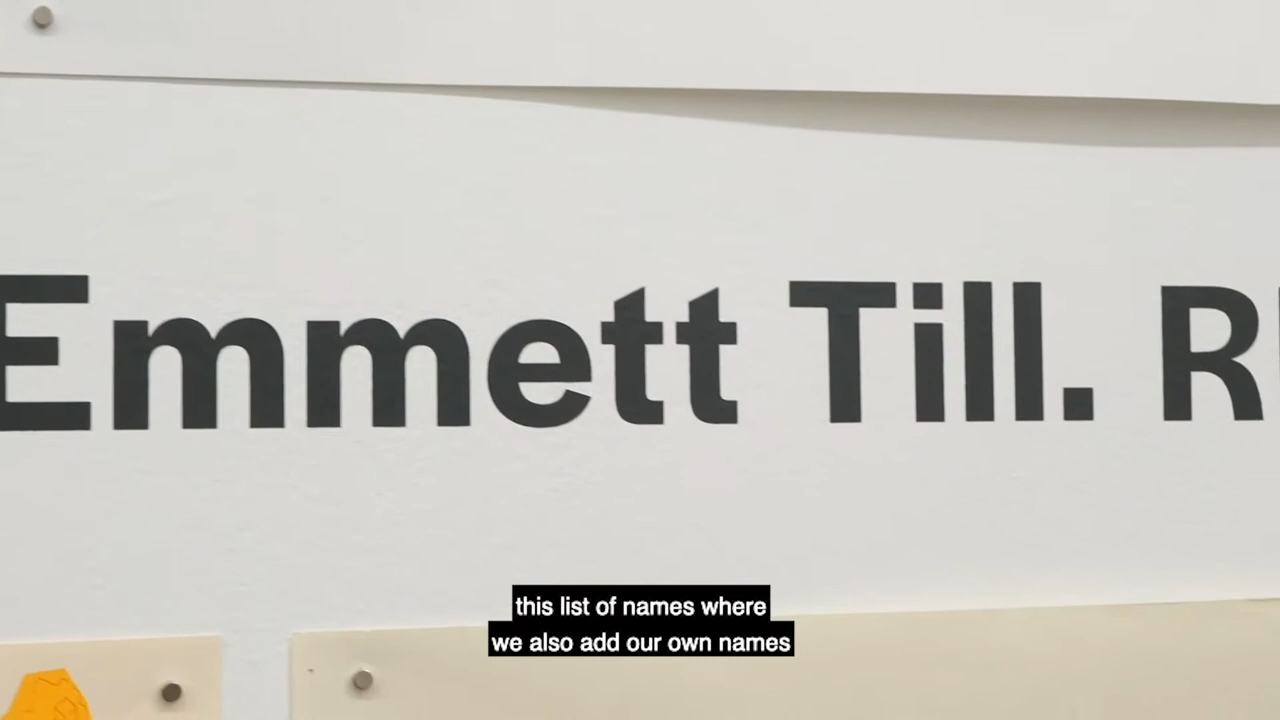 Emmett Till. R
this list of names where
we also add our own names